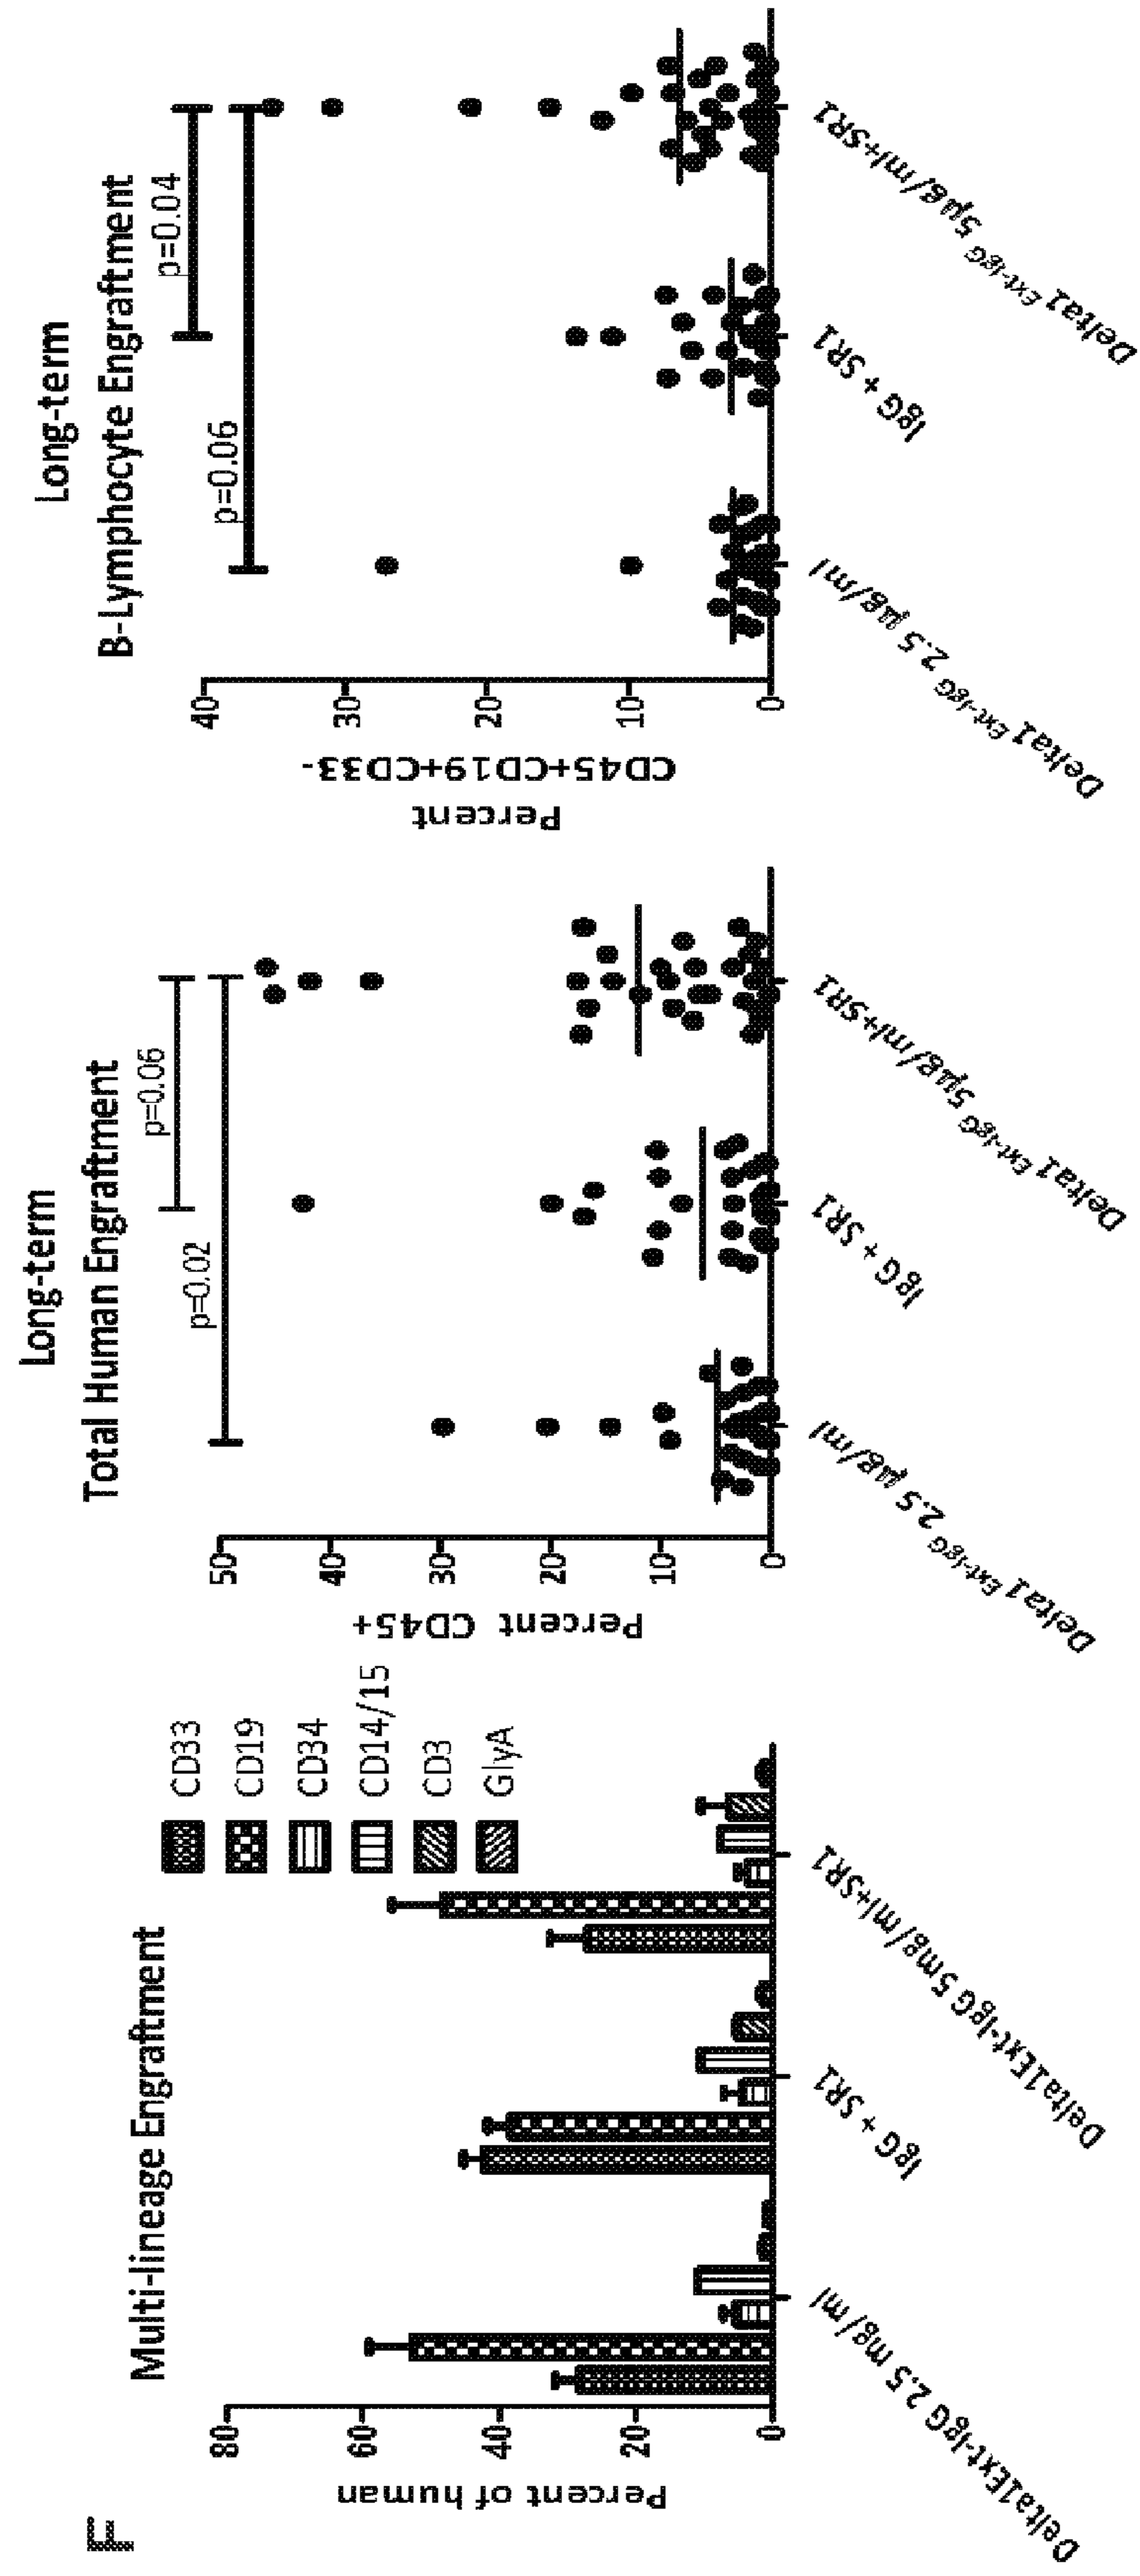 F
Multi-lineage Engraftment
Percent of human
80
60
40
20
0
CD33
CD19
CD34
CD14/15
CD3
GlyA
Delta1Ext-IgG 2.5 mg/ml
IgG + SR1
Delta1Ext-IgG 5mg/ml+SR1
Long-term
Total Human Engraftment
p=0.06
p=0.02
Percent CD45+
50
40
30
20
10
0
Delta1 Ext-IgG 2.5 µg/ml
IgG + SR1
Delta1 Ext-IgG 5µg/ml+SR1
Long-term
B-Lymphocyte Engraftment
p=0.04
p=0.06
Percent
CD45+CD19+CD33-
40
30
20
10
0
Delta1 Ext-IgG 2.5 µg/ml
IgG + SR1
Delta1 Ext-IgG 5µg/ml+SR1